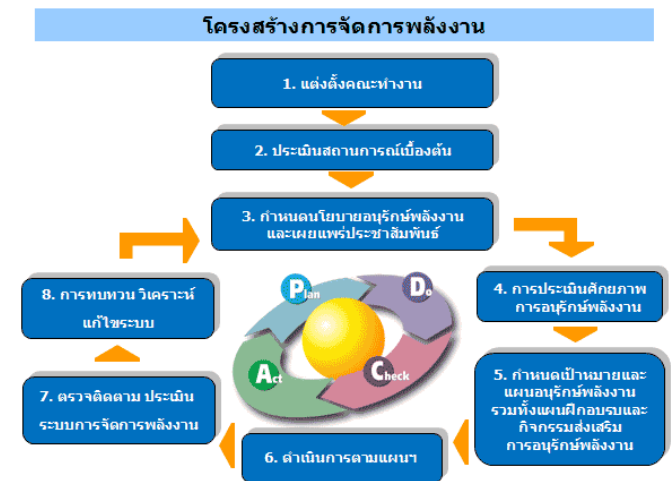 โครงสร้างการจัดการพลังงาน
1. แต่งตั้งคณะทำงาน
2. ประเมินสถานการณ์เบื้องต้น
3. กำหนดนโยบายอนุรักษ์พลังงาน
และเผยแพร่ประชาสัมพันธ์
4. การประเมินศักยภาพ
การอนุรักษ์พลังงาน
5. กำหนดเป้าหมายและ
แผนอนุรักษ์พลังงาน
รวมทั้งแผนฝึกอบรมและ
กิจกรรมส่งเสริม
การอนุรักษ์พลังงาน
6. ดำเนินการตามแผนฯ
7. ตรวจติดตาม ประเมิน
ระบบการจัดการพลังงาน
8. การทบทวน วิเคราะห์
แก้ไขระบบ
Plan
Do
Check
Act